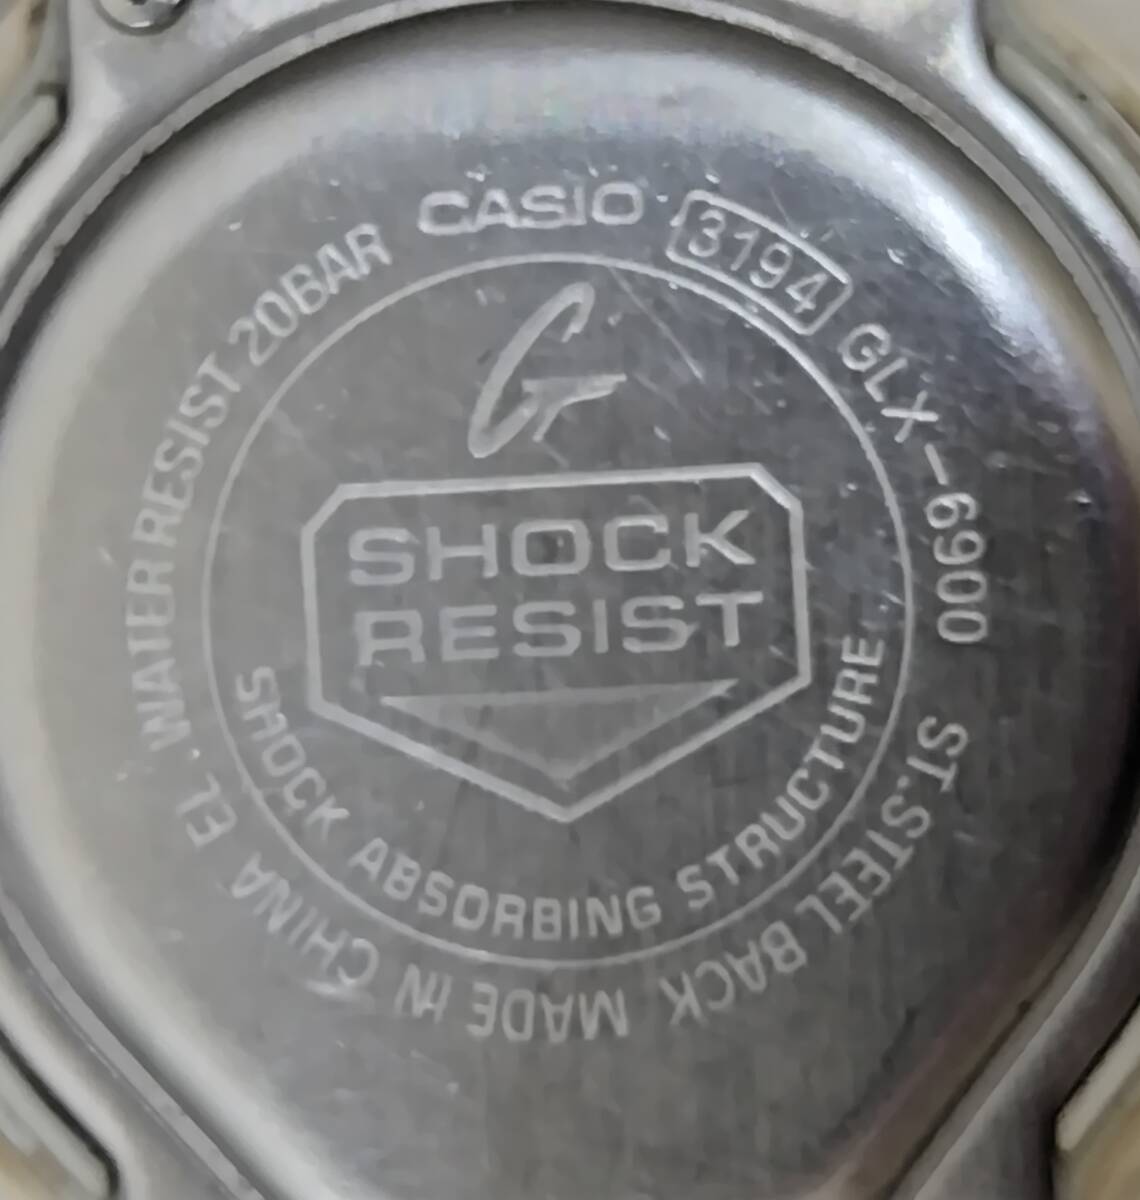 CASIO 3194 GLX-6900 ST.STEEL BACK MADE IN CHINA EL. WATER RESIST 20BAR
G
SHOCK
RESIST
SHOCK ABSORBING STRUCTURE